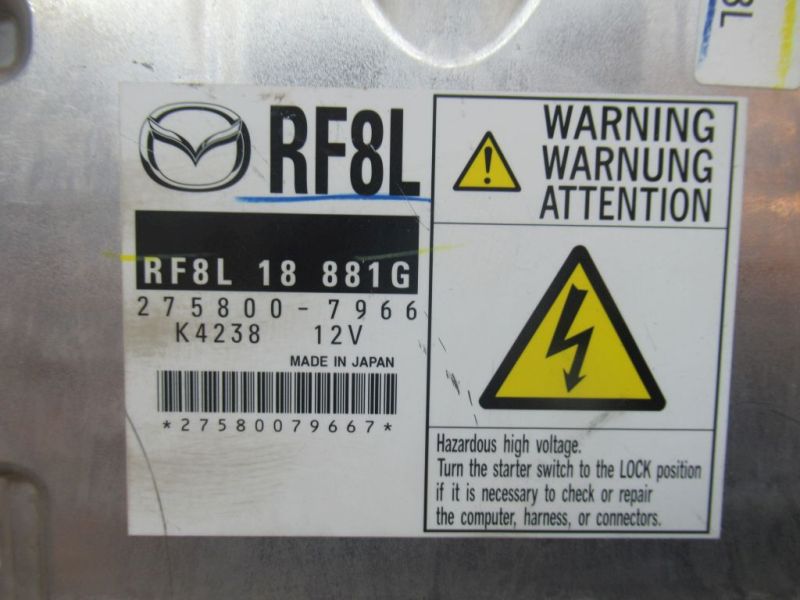 8L
RF8L
RF8L 18 881G
275800-7966
K4238 12V
MADE IN JAPAN
*27580079667*
WARNING
WARNUNG
ATTENTION
Hazardous high voltage.
Turn the starter switch to the LOCK position
if it is necessary to check or repair
the computer, harness, or connectors.